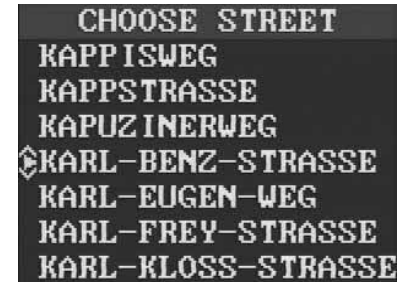 CHOOSE STREET
KAPPISWEG
KAPPSTRASSE
KAPUZINERWEG
KARL-BENZ-STRASSE
KARL-EUGEN-WEG
KARL-FREY-STRASSE
KARL-KLOSS-STRASSE